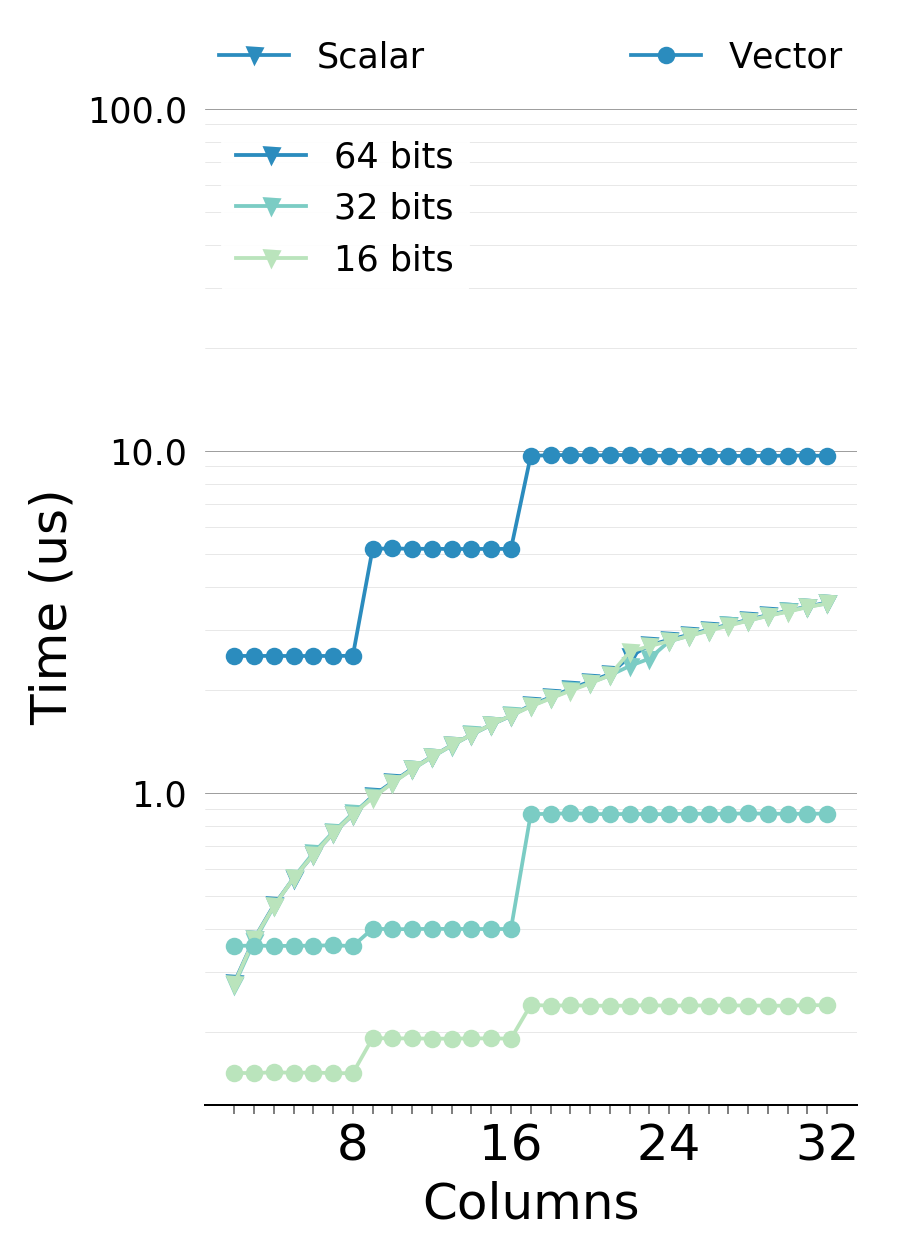 Scalar Vector
100.0
64 bits
32 bits
16 bits
10.0
Time (us)
1.0
8 16 24 32
Columns